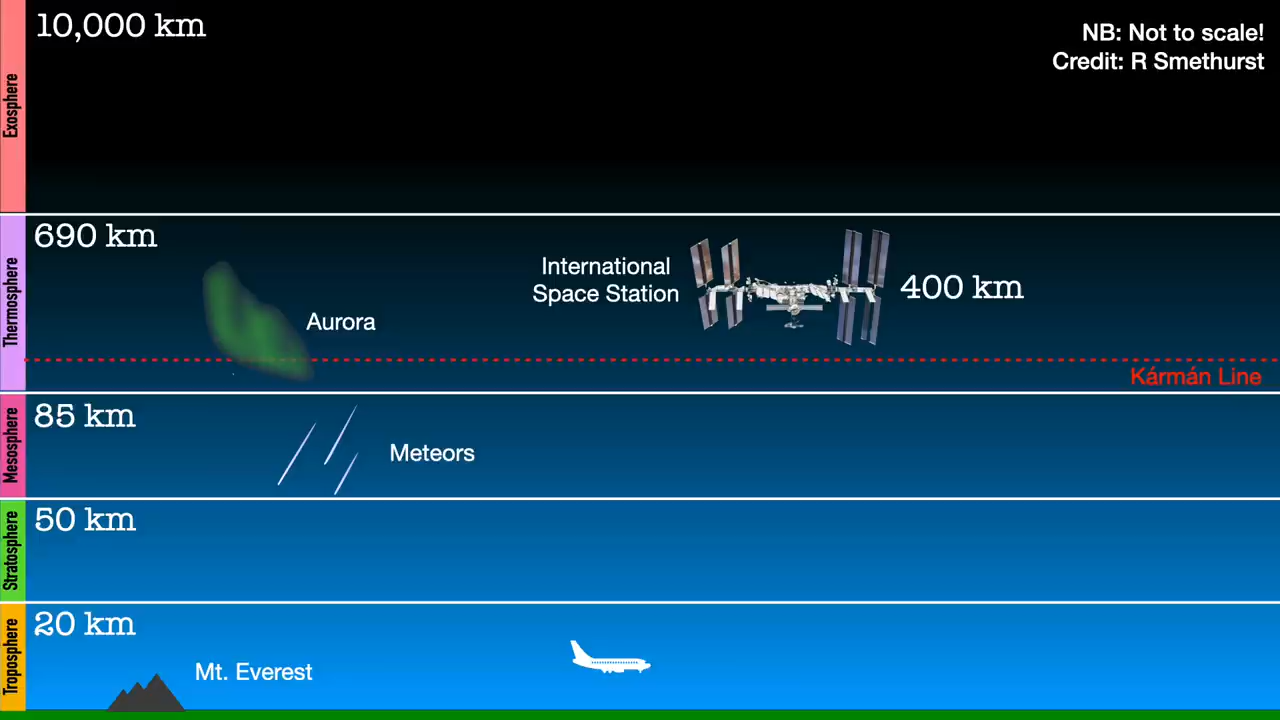 10,000 km
NB: Not to scale!
Credit: R Smethurst
Exosphere
690 km
International
Space Station
400 km
Aurora
Thermosphere
Kármán Line
85 km
Meteors
Mesosphere
50 km
Stratosphere
20 km
Mt. Everest
Troposphere